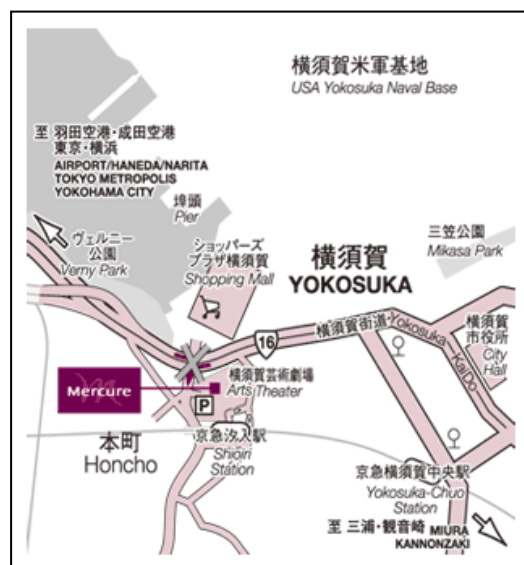 横須賀米軍基地
USA Yokosuka Naval Base
至 羽田空港・成田空港
東京・横浜
AIRPORT/HANEDA/NARITA
TOKYO METROPOLIS
YOKOHAMA CITY
埠頭
Pier
ヴェルニー
公園
Verny Park
ショッパーズ
プラザ横須賀
Shopping Mall
横須賀
YOKOSUKA
三笠公園
Mikasa Park
16
横須賀街道 Yokosuka KaiDo
横須賀
市役所
City
Hall
Mercure
横須賀芸術劇場
Arts Theater
P
本町
Honcho
京急汐入駅
Shioiri
Station
京急横須賀中央駅
Yokosuka-Chuo
Station
至 三浦・観音崎 MIURA
KANNONZAKI